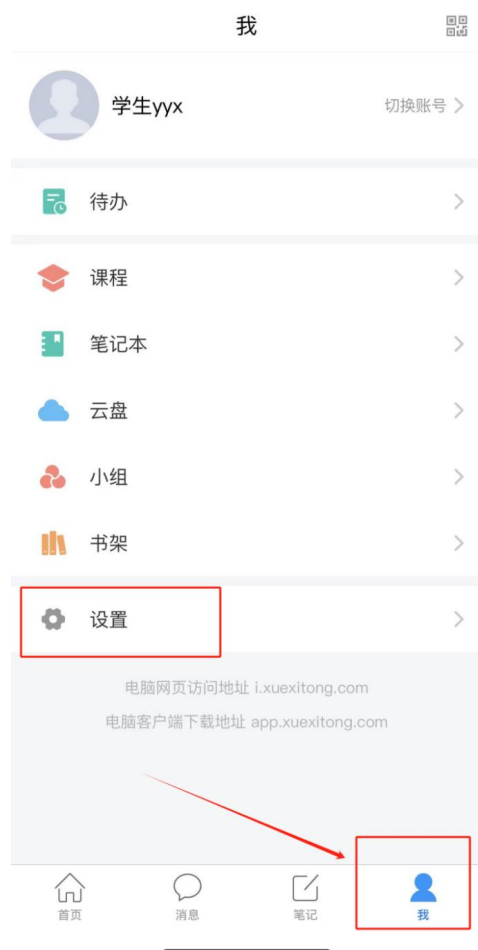 我
学生yyx
切换账号
待办
课程
笔记本
云盘
小组
书架
设置
电脑网页访问地址 i.xuexitong.com
电脑客户端下载地址 app.xuexitong.com
首页
消息
笔记
我